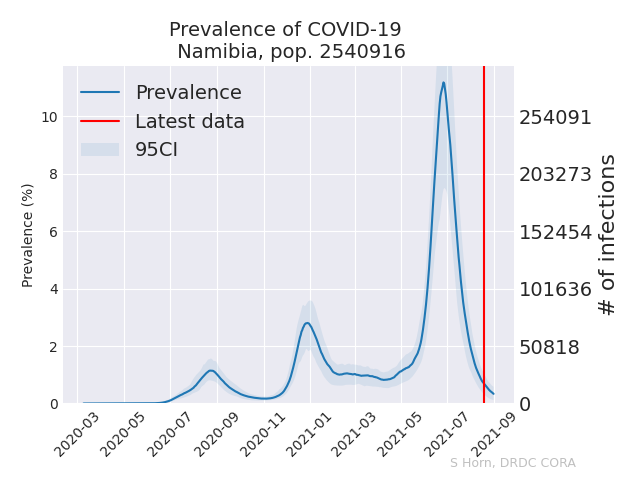 Prevalence of COVID-19
Namibia, pop. 2540916
Prevalence
Latest data
95CI
Prevalence (%)
10
8
6
4
2
0
254091
203273
152454
101636
50818
0
# of infections
2020-03
2020-05
2020-07
2020-09
2020-11
2021-01
2021-03
2021-05
2021-07
2021-09
S Horn, DRDC CORA